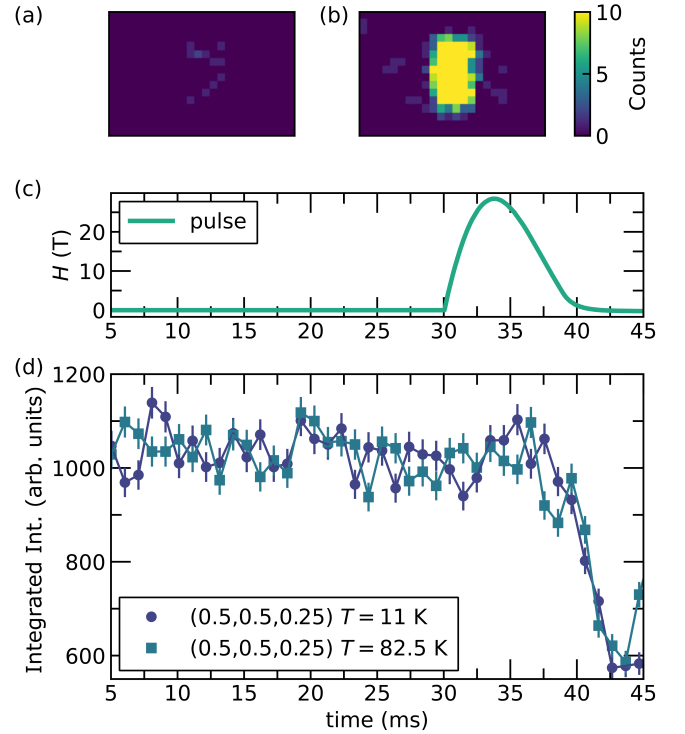 (a)
(b)
10
5
0
Counts
(c)
H (T)
20
10
0
pulse
5 10 15 20 25 30 35 40 45
(d)
Integrated Int. (arb. units)
1200
1000
800
600
(0.5,0.5,0.25) T = 11 K
(0.5,0.5,0.25) T = 82.5 K
5 10 15 20 25 30 35 40 45
time (ms)